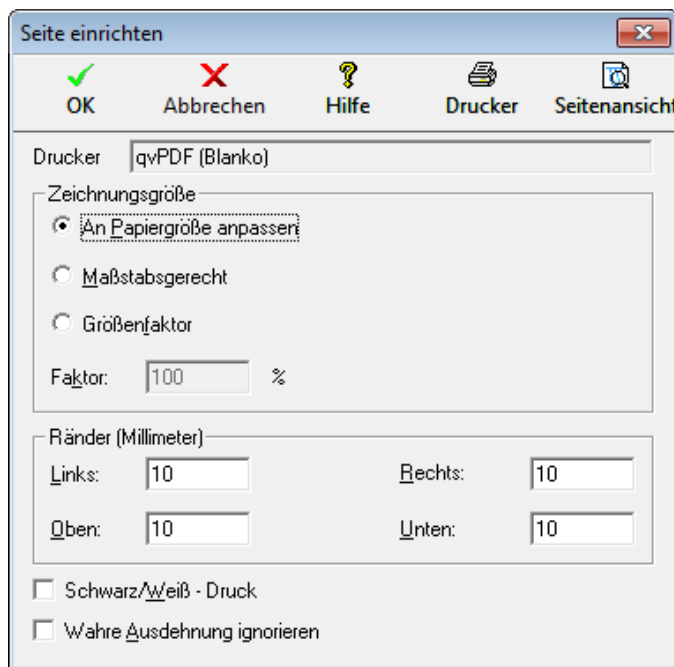 Seite einrichten
OK Abbrechen Hilfe Drucker Seitenansicht
Drucker qvPDF (Blanko)
Zeichnungsgröße
An Papiergröße anpassen
Maßstabsgerecht
Größenfaktor
Faktor: 100 %
Ränder (Millimeter)
Links: 10 Rechts: 10
Oben: 10 Unten: 10
Schwarz/Weiß - Druck
Wahre Ausdehnung ignorieren